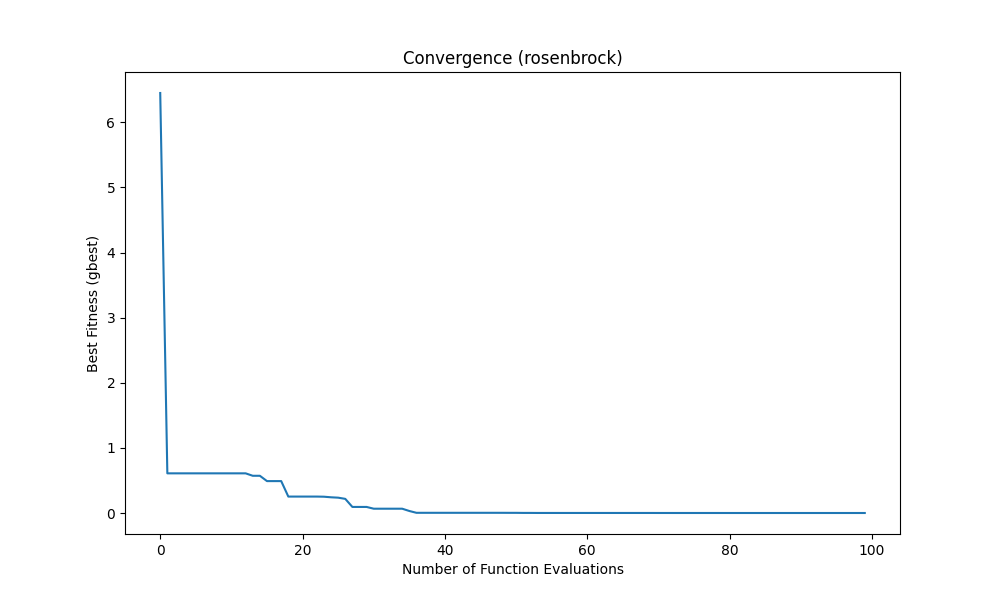 Convergence (rosenbrock)
Best Fitness (gbest)
6
5
4
3
2
1
0
0 20 40 60 80 100
Number of Function Evaluations